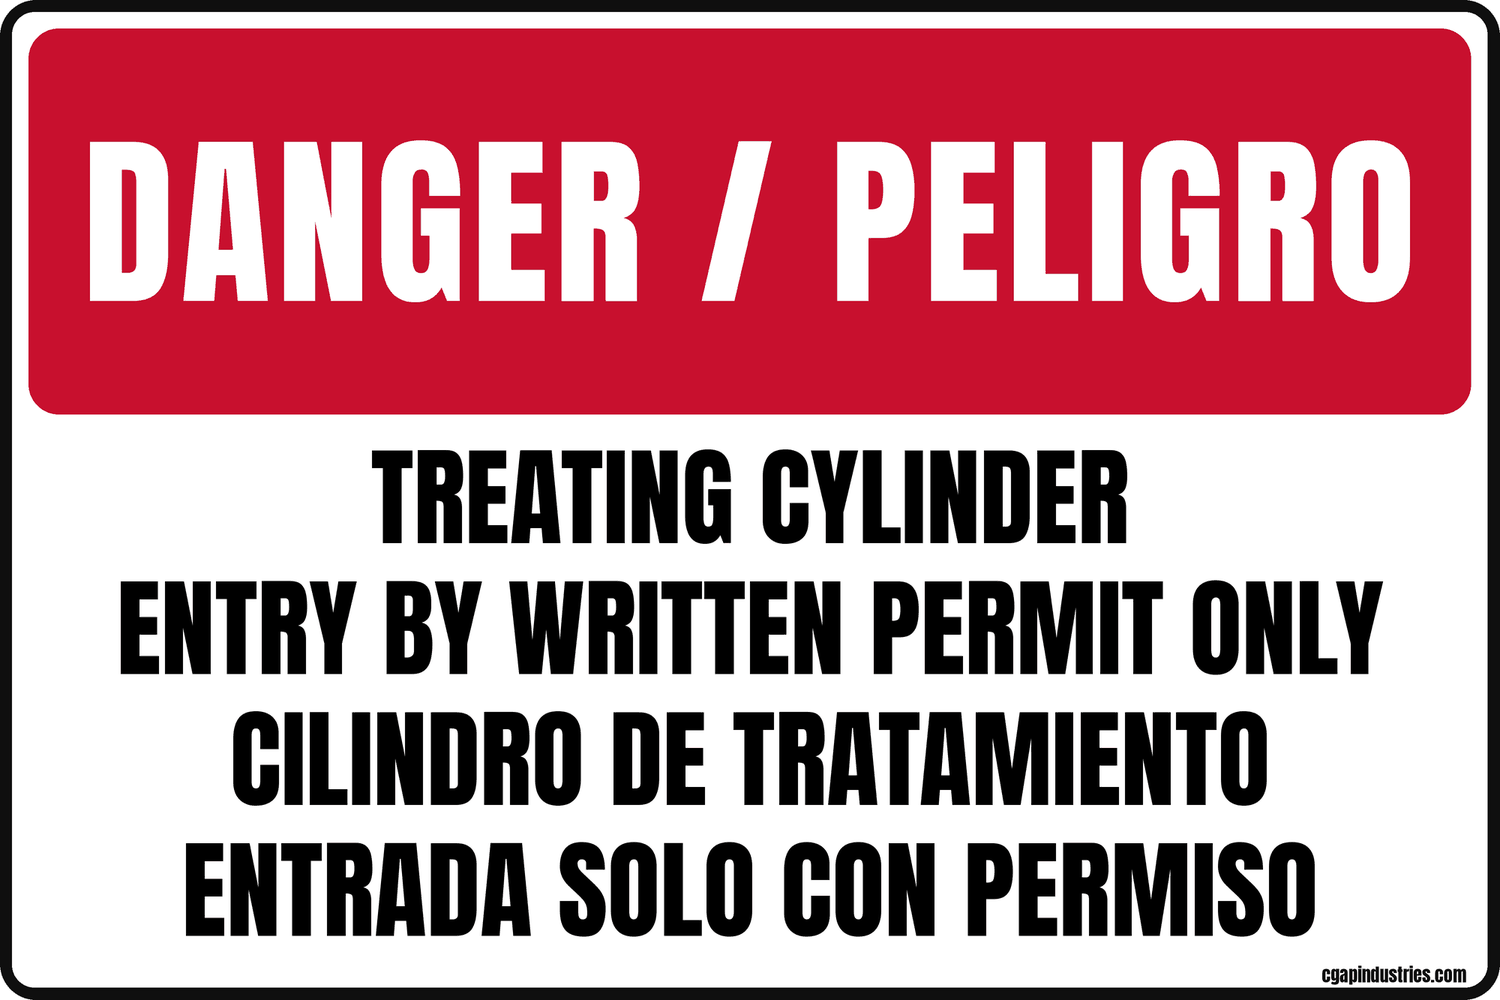 DANGER / PELIGRO
TREATING CYLINDER
ENTRY BY WRITTEN PERMIT ONLY
CILINDRO DE TRATAMIENTO
ENTRADA SOLO CON PERMISO
cgapindustries.com